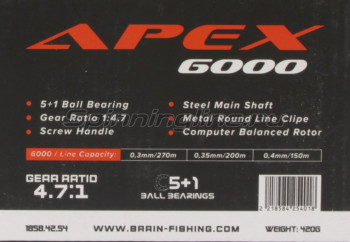 APEX
6000
• 5+1 Ball Bearing
• Gear Ratio 1:4.7
• Screw Handle
• Steel Main Shaft
• Metal Round Line Clipe
• Computer Balanced Rotor
6000 / Line Capacity 0,3mm/270m 0,35mm/200m 0,4mm/150m
GEAR RATIO
4.7:1
5+1
BALL BEARINGS
1858.42.54
WWW.BRAIN-FISHING.COM
WEIGHT: 420G